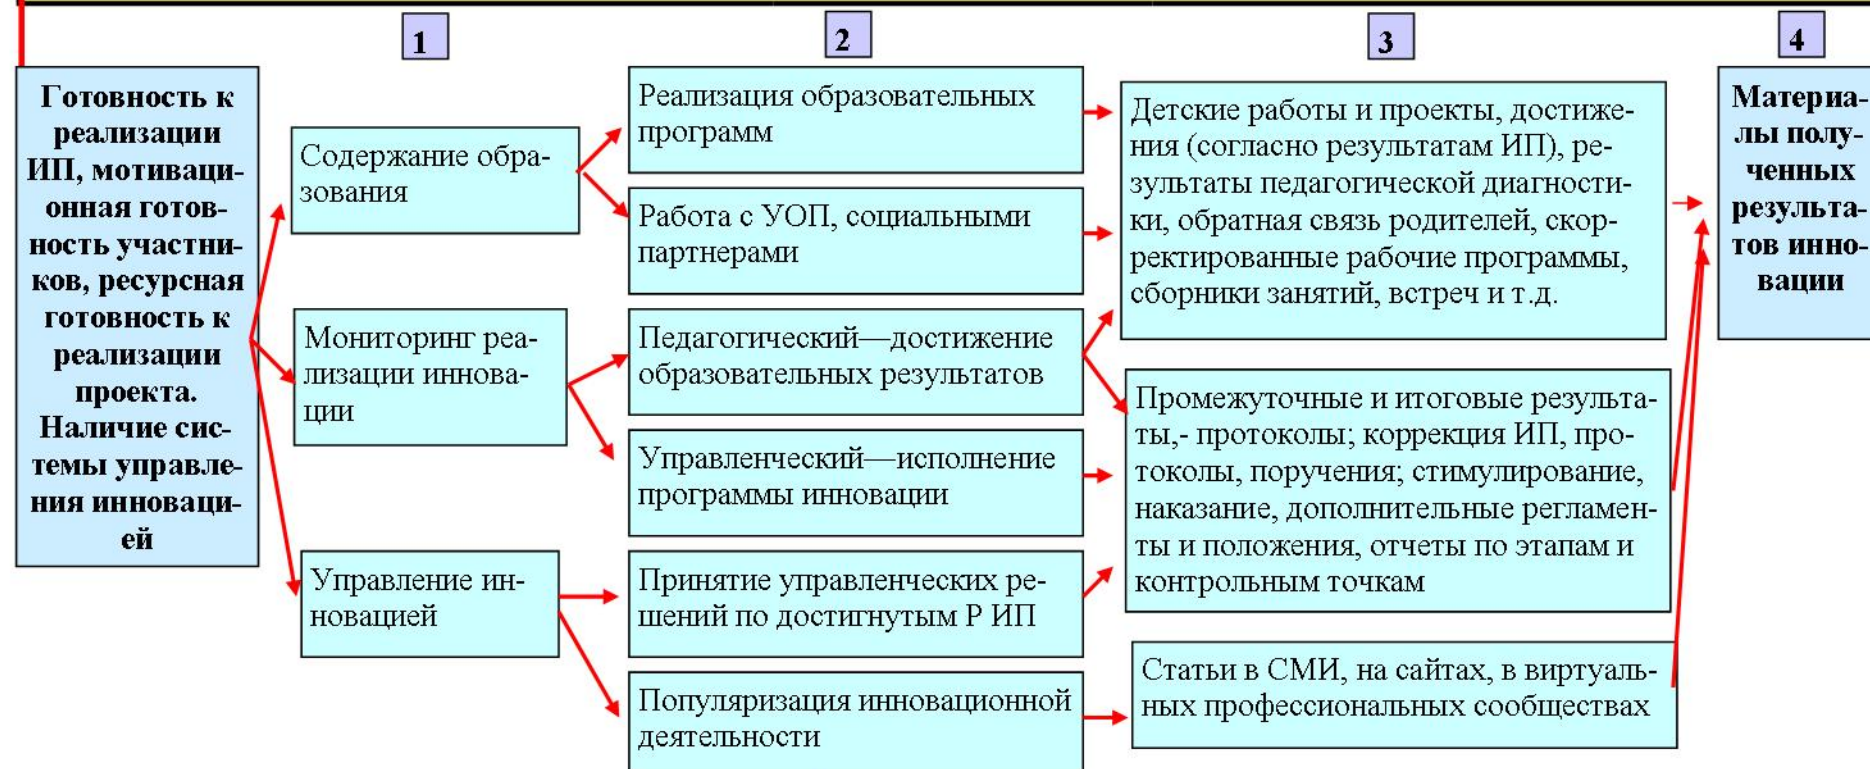 1
2
3
4
Готовность к
реализации
ИП, мотиваци-
онная готов-
ность участни-
ков, ресурсная
готовность к
реализации
проекта.
Наличие сис-
темы управле-
ния инноваци-
ей
Содержание обра-
зования
Мониторинг реа-
лизации иннова-
ции
Управление ин-
новацией
Реализация образовательных
программ
Работа с УОП, социальными
партнерами
Педагогический—достижение
образовательных результатов
Управленческий—исполнение
программы инновации
Принятие управленческих ре-
шений по достигнутым Р ИП
Популяризация инновационной
деятельности
Детские работы и проекты, достиже-
ния (согласно результатам ИП), ре-
зультаты педагогической диагности-
ки, обратная связь родителей, скор-
ректированные рабочие программы,
сборники занятий, встреч и т.д.
Промежуточные и итоговые результа-
ты,- протоколы; коррекция ИП, про-
токолы, поручения; стимулирование,
наказание, дополнительные регламен-
ты и положения, отчеты по этапам и
контрольным точкам
Статьи в СМИ, на сайтах, в виртуаль-
ных профессиональных сообществах
Материа-
лы полу-
ченных
результа-
тов инно-
вации